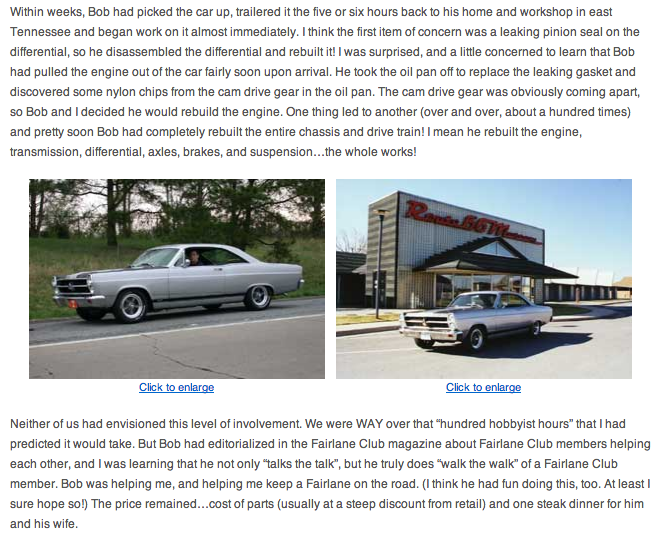 Within weeks, Bob had picked the car up, trailered it the five or six hours back to his home and workshop in east
Tennessee and began work on it almost immediately. I think the first item of concern was a leaking pinion seal on the
differential, so he disassembled the differential and rebuilt it! I was surprised, and a little concerned to learn that Bob
had pulled the engine out of the car fairly soon upon arrival. He took the oil pan off to replace the leaking gasket and
discovered some nylon chips from the cam drive gear in the oil pan. The cam drive gear was obviously coming apart,
so Bob and I decided he would rebuild the engine. One thing led to another (over and over, about a hundred times)
and pretty soon Bob had completely rebuilt the entire chassis and drive train! I mean he rebuilt the engine,
transmission, differential, axles, brakes, and suspension…the whole works!
Route 66 Museum
Click to enlarge
Click to enlarge
Neither of us had envisioned this level of involvement. We were WAY over that “hundred hobbyist hours” that I had
predicted it would take. But Bob had editorialized in the Fairlane Club magazine about Fairlane Club members helping
each other, and I was learning that he not only “talks the talk”, but he truly does “walk the walk” of a Fairlane Club
member. Bob was helping me, and helping me keep a Fairlane on the road. (I think he had fun doing this, too. At least I
sure hope so!) The price remained…cost of parts (usually at a steep discount from retail) and one steak dinner for him
and his wife.